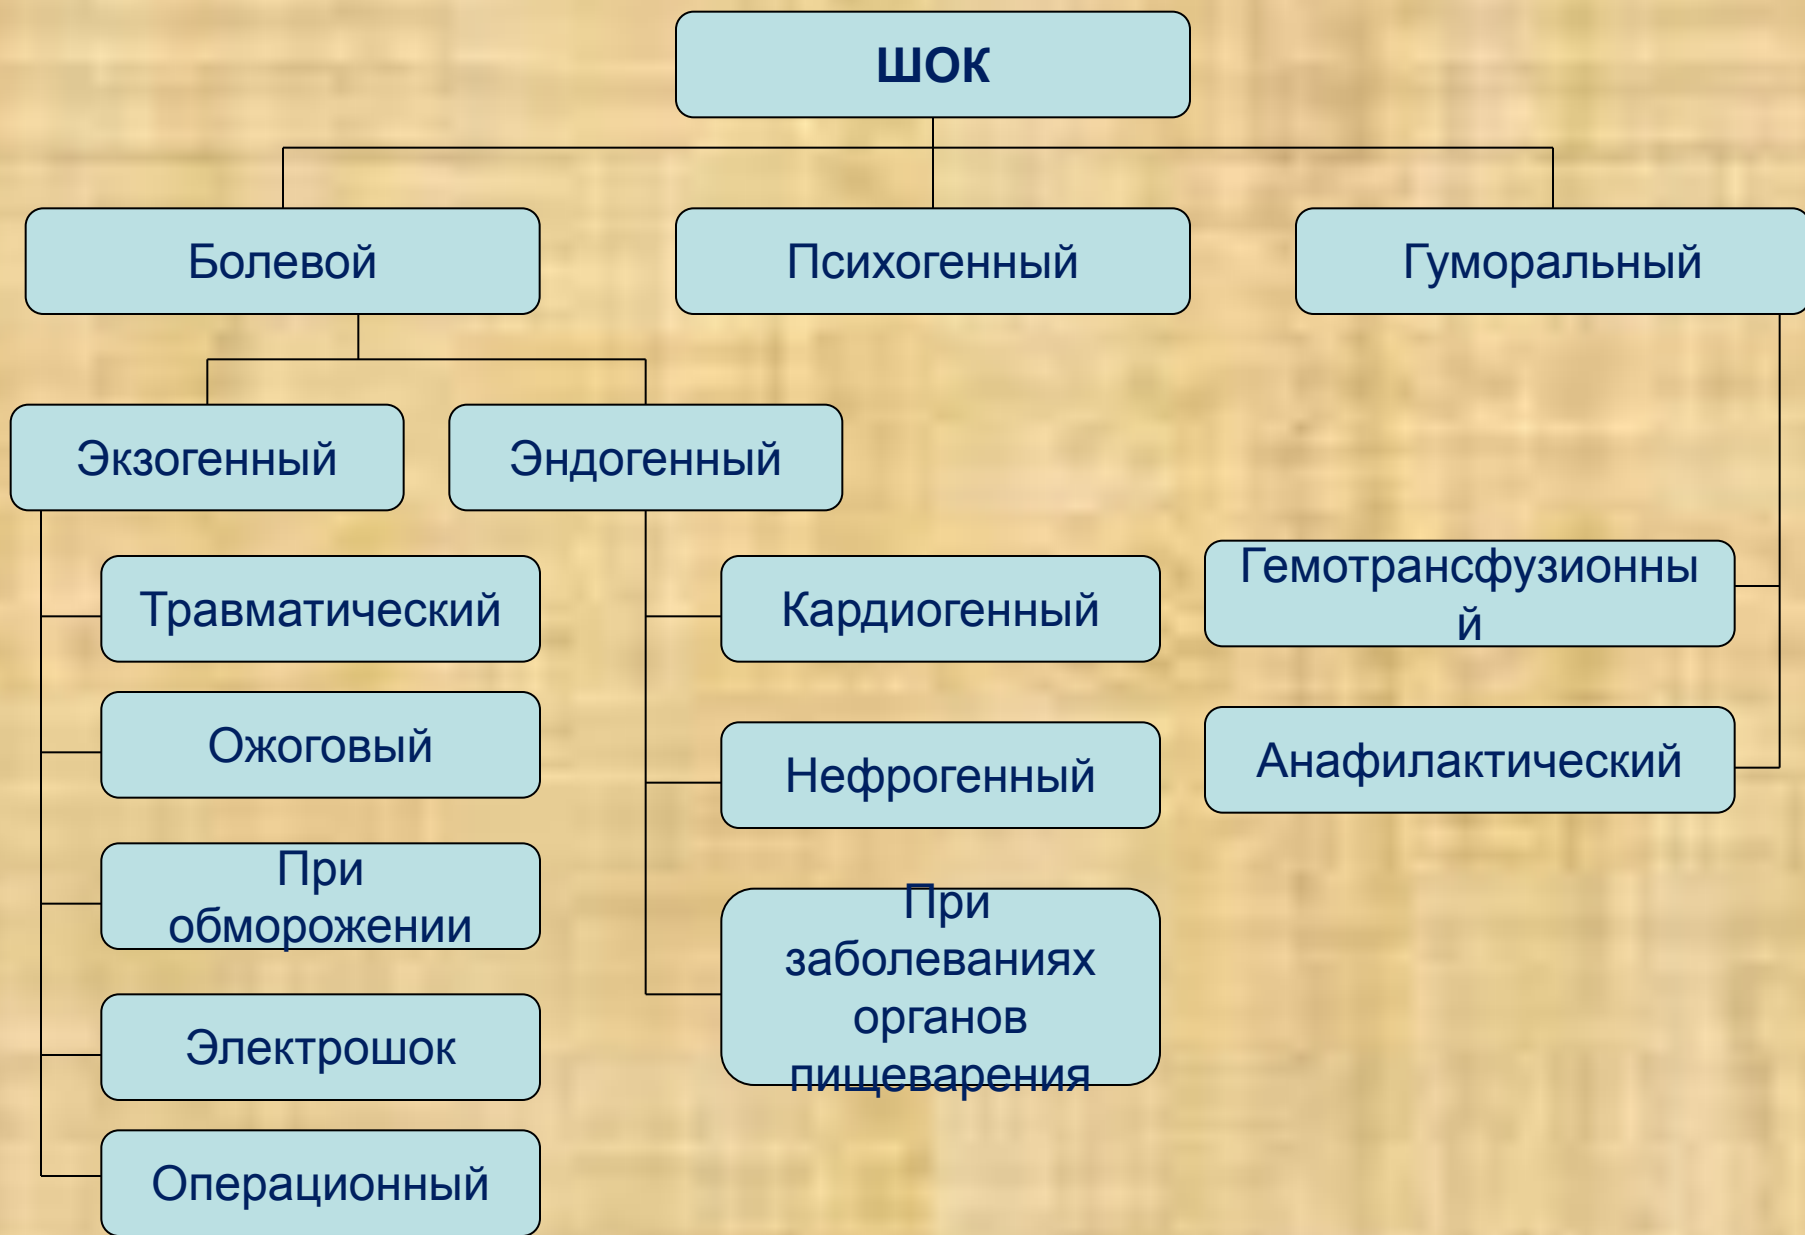 ШОК
Болевой
Психогенный
Гуморальный
Экзогенный
Эндогенный
Травматический
Ожоговый
При
обморожении
Электрошок
Операционный
Кардиогенный
Нефрогенный
При
заболеваниях
органов
пищеварения
Гемотрансфузионны
й
Анафилактический